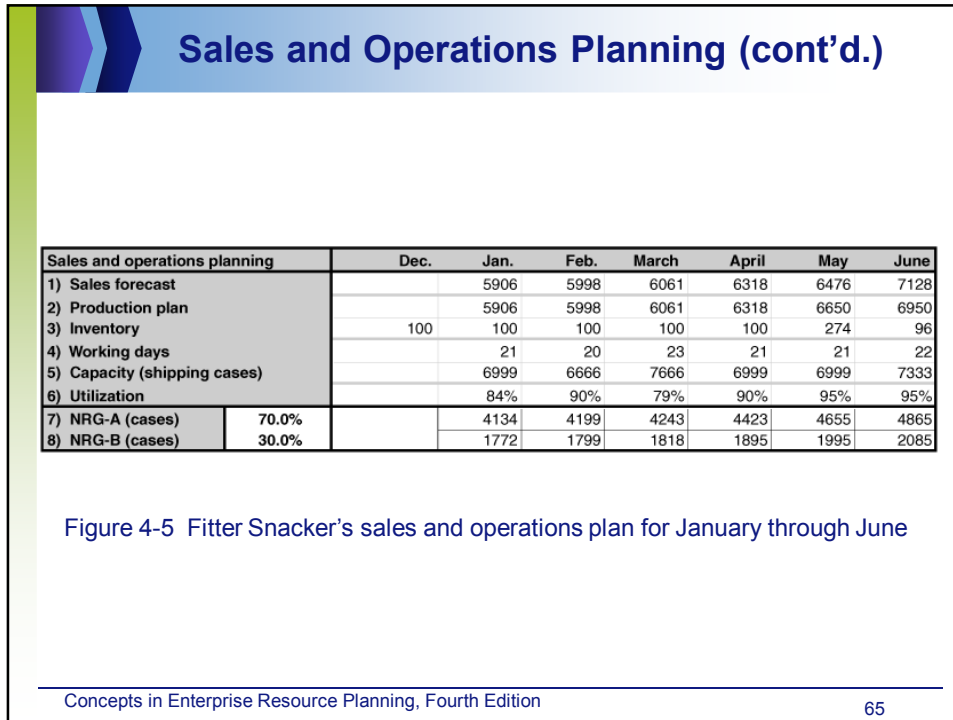 Sales and Operations Planning (cont’d.)
Sales and operations planning Dec. Jan. Feb. March April May June
1) Sales forecast 5906 5998 6061 6318 6476 7128
2) Production plan 5906 5998 6061 6318 6650 6950
3) Inventory 100 100 100 100 100 274 96
4) Working days 21 20 23 21 21 22
5) Capacity (shipping cases) 6999 6666 7666 6999 6999 7333
6) Utilization 84% 90% 79% 90% 95% 95%
7) NRG-A (cases) 70.0% 4134 4199 4243 4423 4655 4865
8) NRG-B (cases) 30.0% 1772 1799 1818 1895 1995 2085
Figure 4-5 Fitter Snacker’s sales and operations plan for January through June
Concepts in Enterprise Resource Planning, Fourth Edition 65